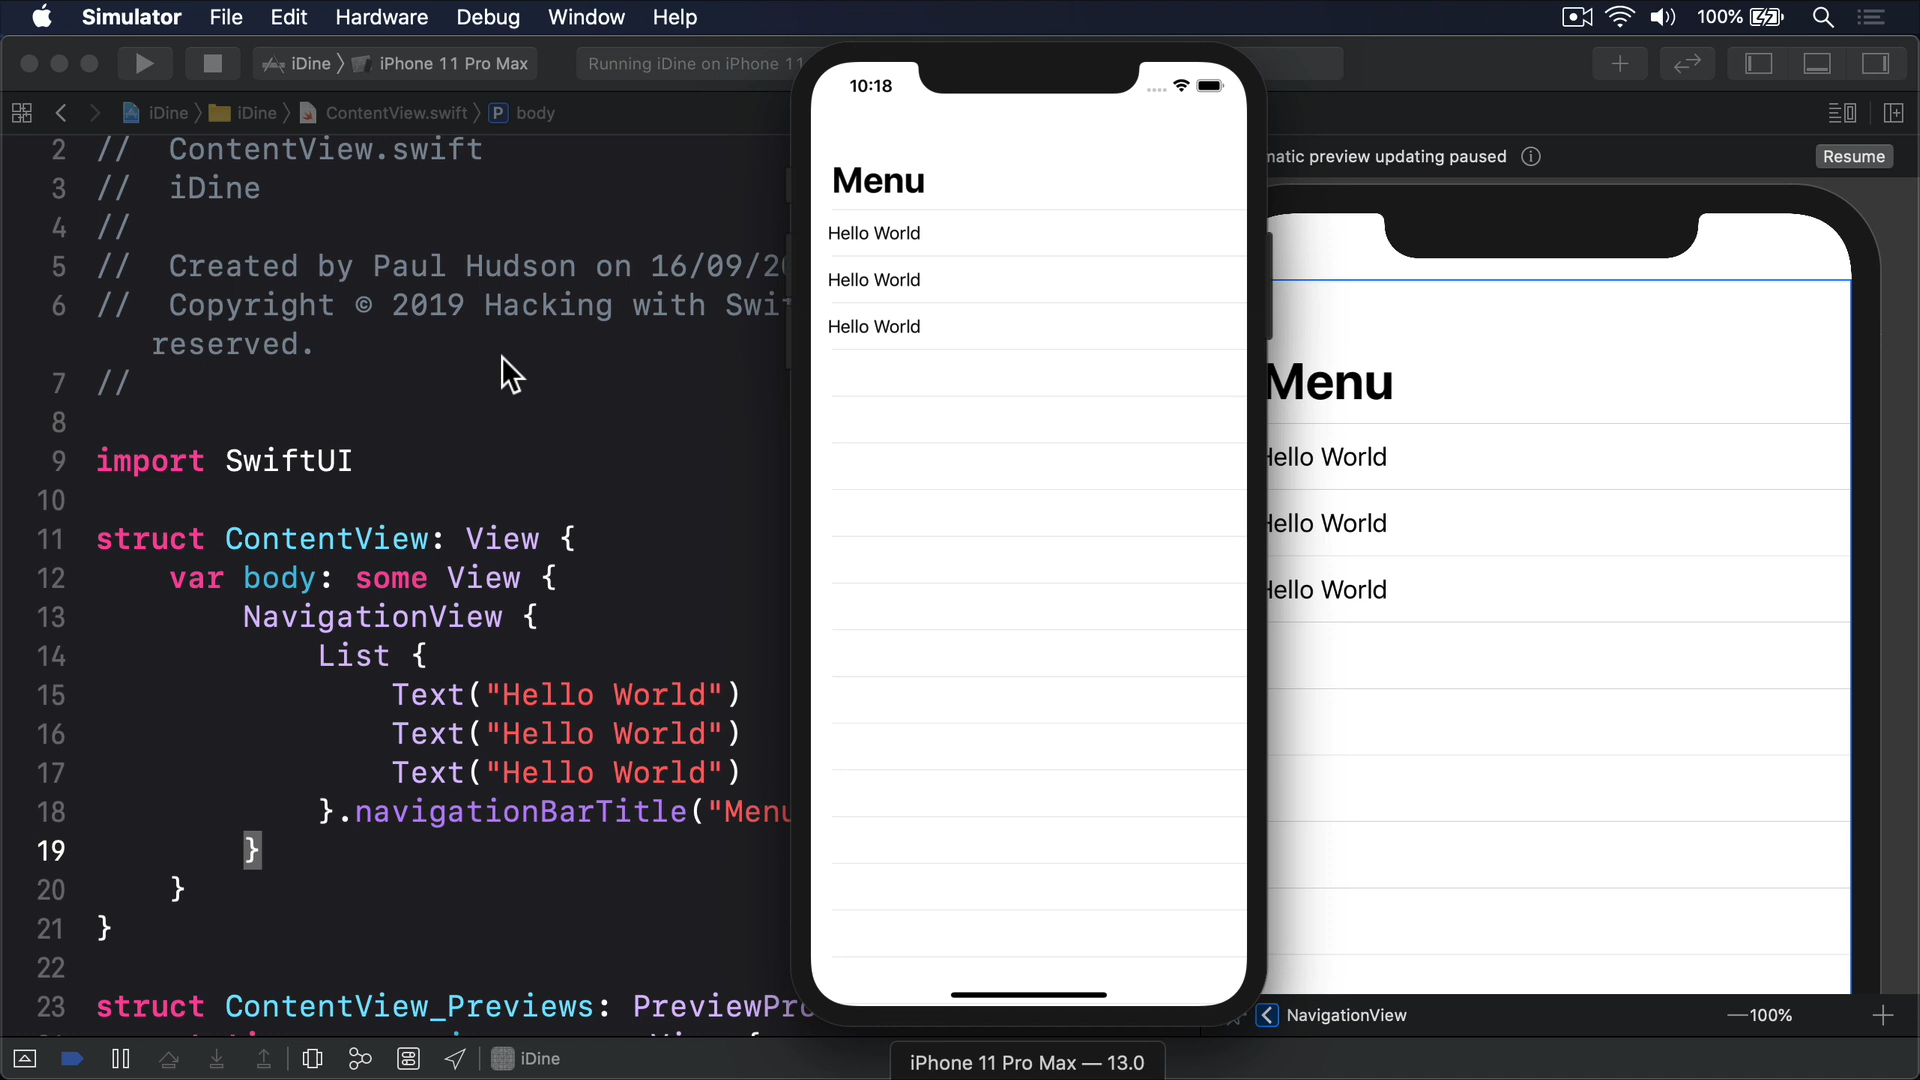 Simulator File Edit Hardware Debug Window Help 100%
iDine iPhone 11 Pro Max Running iDine on iPhone 11
iDine iDine ContentView.swift P body
matic preview updating paused Resume
2 // ContentView.swift
3 // iDine
4 //
5 // Created by Paul Hudson on 16/09/20
6 // Copyright © 2019 Hacking with Swi
reserved.
7 //
8
9 import SwiftUI
10
11 struct ContentView: View {
12 var body: some View {
13 NavigationView {
14 List {
15 Text("Hello World")
16 Text("Hello World")
17 Text("Hello World")
18 }.navigationBarTitle("Menu
19 }
20 }
21 }
22
23 struct ContentView_Previews: PreviewPro
10:18
Menu
Hello World
Hello World
Hello World
Menu
Hello World
Hello World
Hello World
NavigationView 100%
iDine
iPhone 11 Pro Max — 13.0